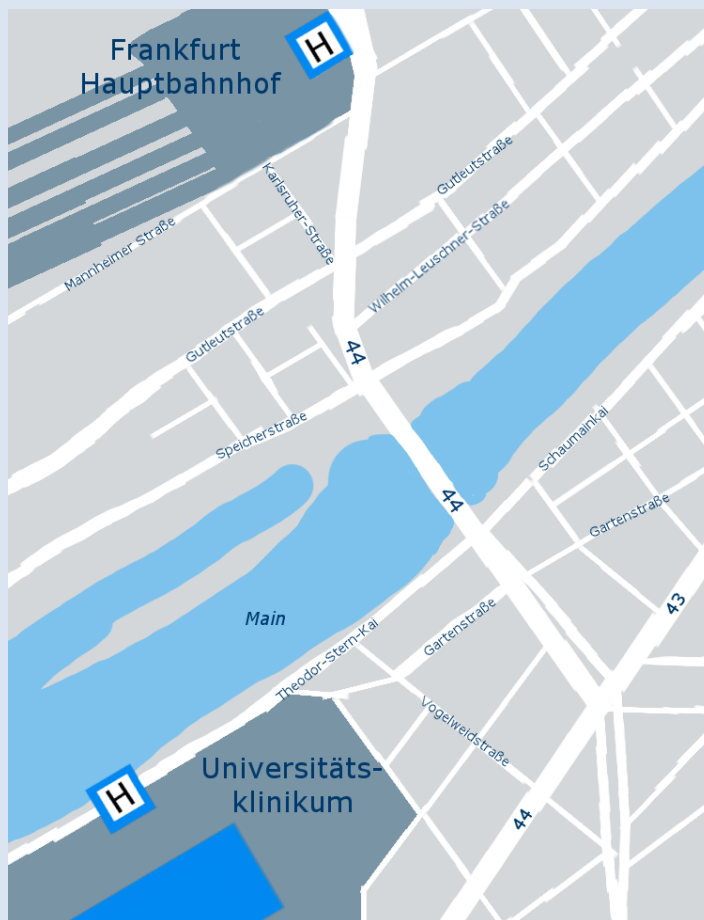 Frankfurt
Hauptbahnhof
H
Karlsruher-Straße
Gutleutstraße
Mannheimer Straße
Wilhelm-Leuschner-Straße
Gutleutstraße
44
Speicherstraße
Schaumainkai
44
Gartenstraße
Main
Theodor-Stern-Kai
Gartenstraße
43
Vogelweidstraße
Universitäts-
klinikum
H
44